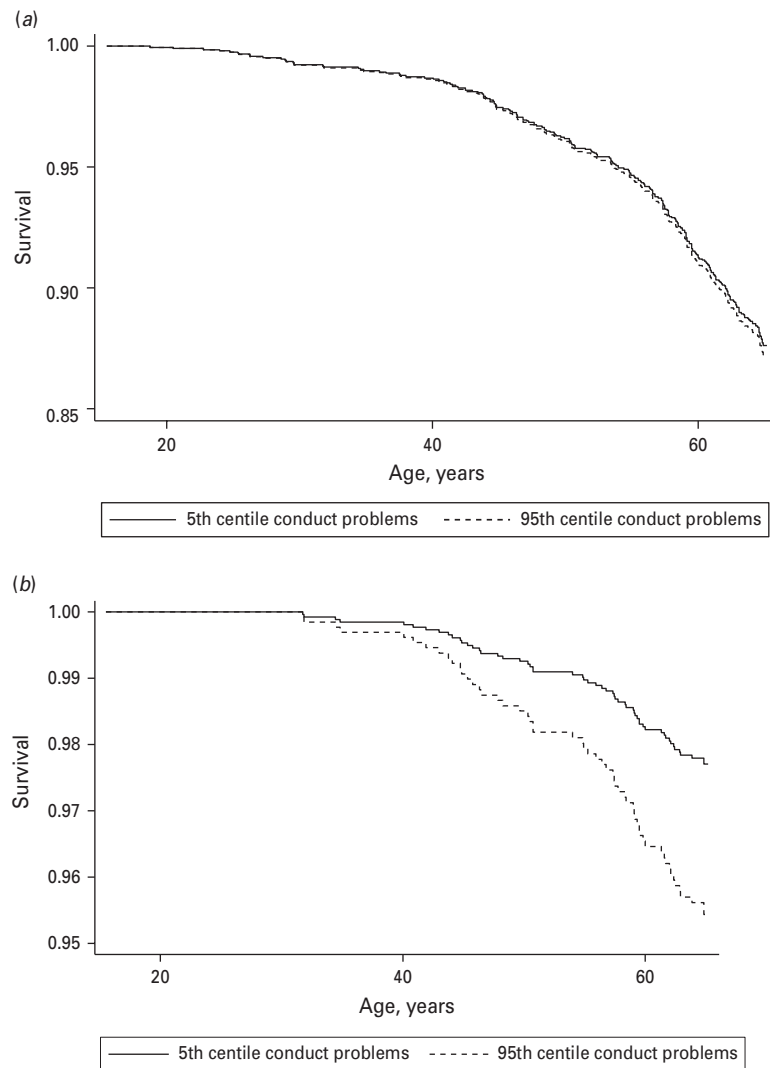 (a)
1.00
0.95
0.90
0.85
Survival
20 40 60
Age, years
5th centile conduct problems 95th centile conduct problems
(b)
1.00
0.99
0.98
0.97
0.96
0.95
Survival
20 40 60
Age, years
5th centile conduct problems 95th centile conduct problems